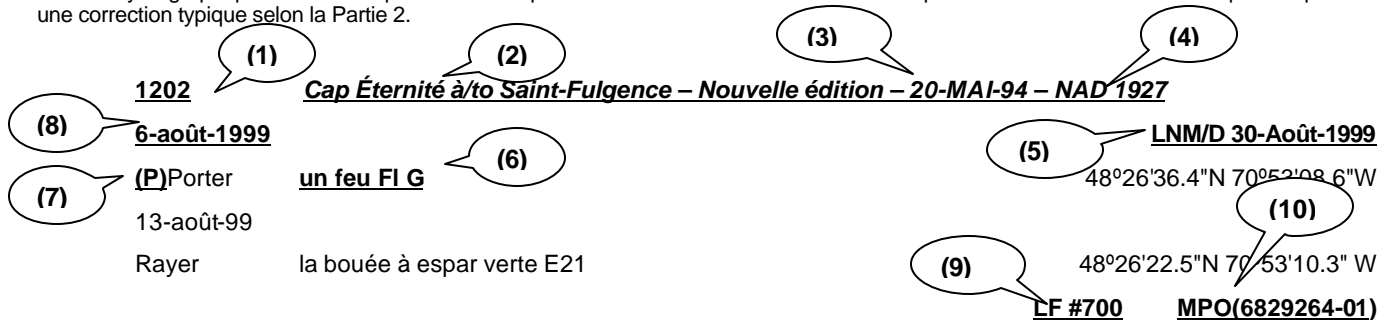 une correction typique selon la Partie 2.
(1) (2) (3) (4)
1202 Cap Éternité à/to Saint-Fulgence – Nouvelle édition – 20-MAI-94 – NAD 1927
(8) 6-août-1999 (5) LNM/D 30-Août-1999
(7) (P)Porter un feu Fl G (6) 48º26'36.4"N 70º53'08.6"W
13-août-99 (10)
Rayer la bouée à espar verte E21 (9) 48º26'22.5"N 70º53'10.3" W
LF #700 MPO(6829264-01)